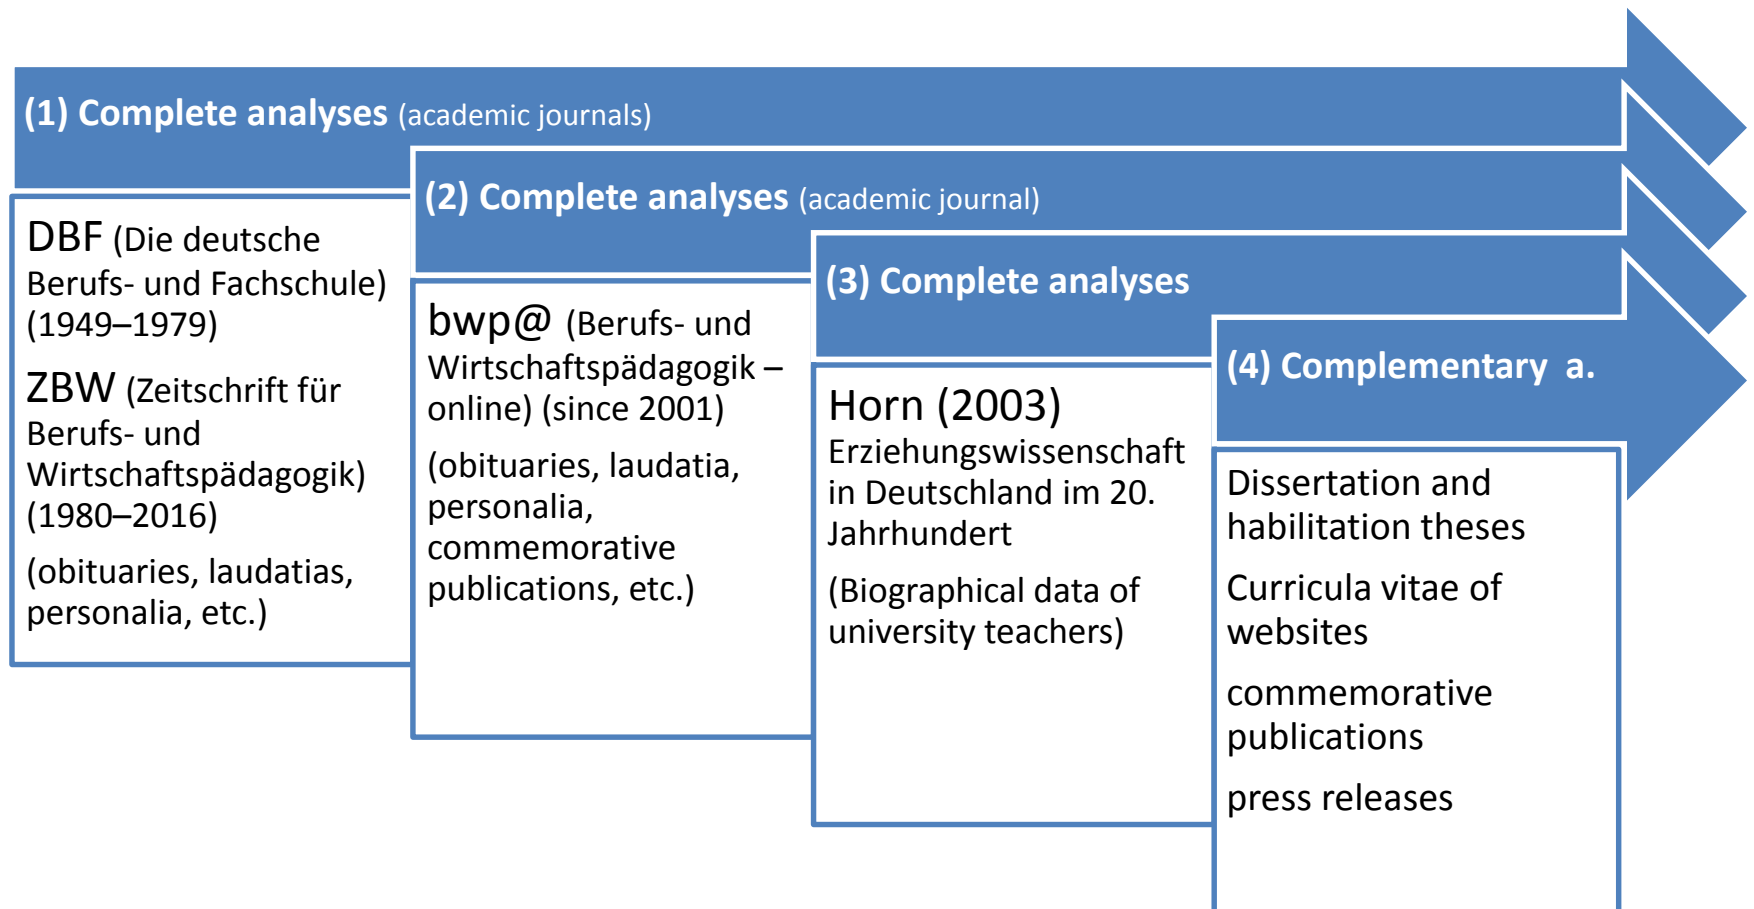 (1) Complete analyses (academic journals)
DBF (Die deutsche
Berufs- und Fachschule)
(1949–1979)
ZBW (Zeitschrift für
Berufs- und
Wirtschaftspädagogik)
(1980–2016)
(obituaries, laudatias,
personalia, etc.)
(2) Complete analyses (academic journal)
bwp@ (Berufs- und
Wirtschaftspädagogik –
online) (since 2001)
(obituaries, laudatia,
personalia,
commemorative
publications, etc.)
(3) Complete analyses
Horn (2003)
Erziehungswissenschaft
in Deutschland im 20.
Jahrhundert
(Biographical data of
university teachers)
(4) Complementary a.
Dissertation and
habilitation theses
Curricula vitae of
websites
commemorative
publications
press releases